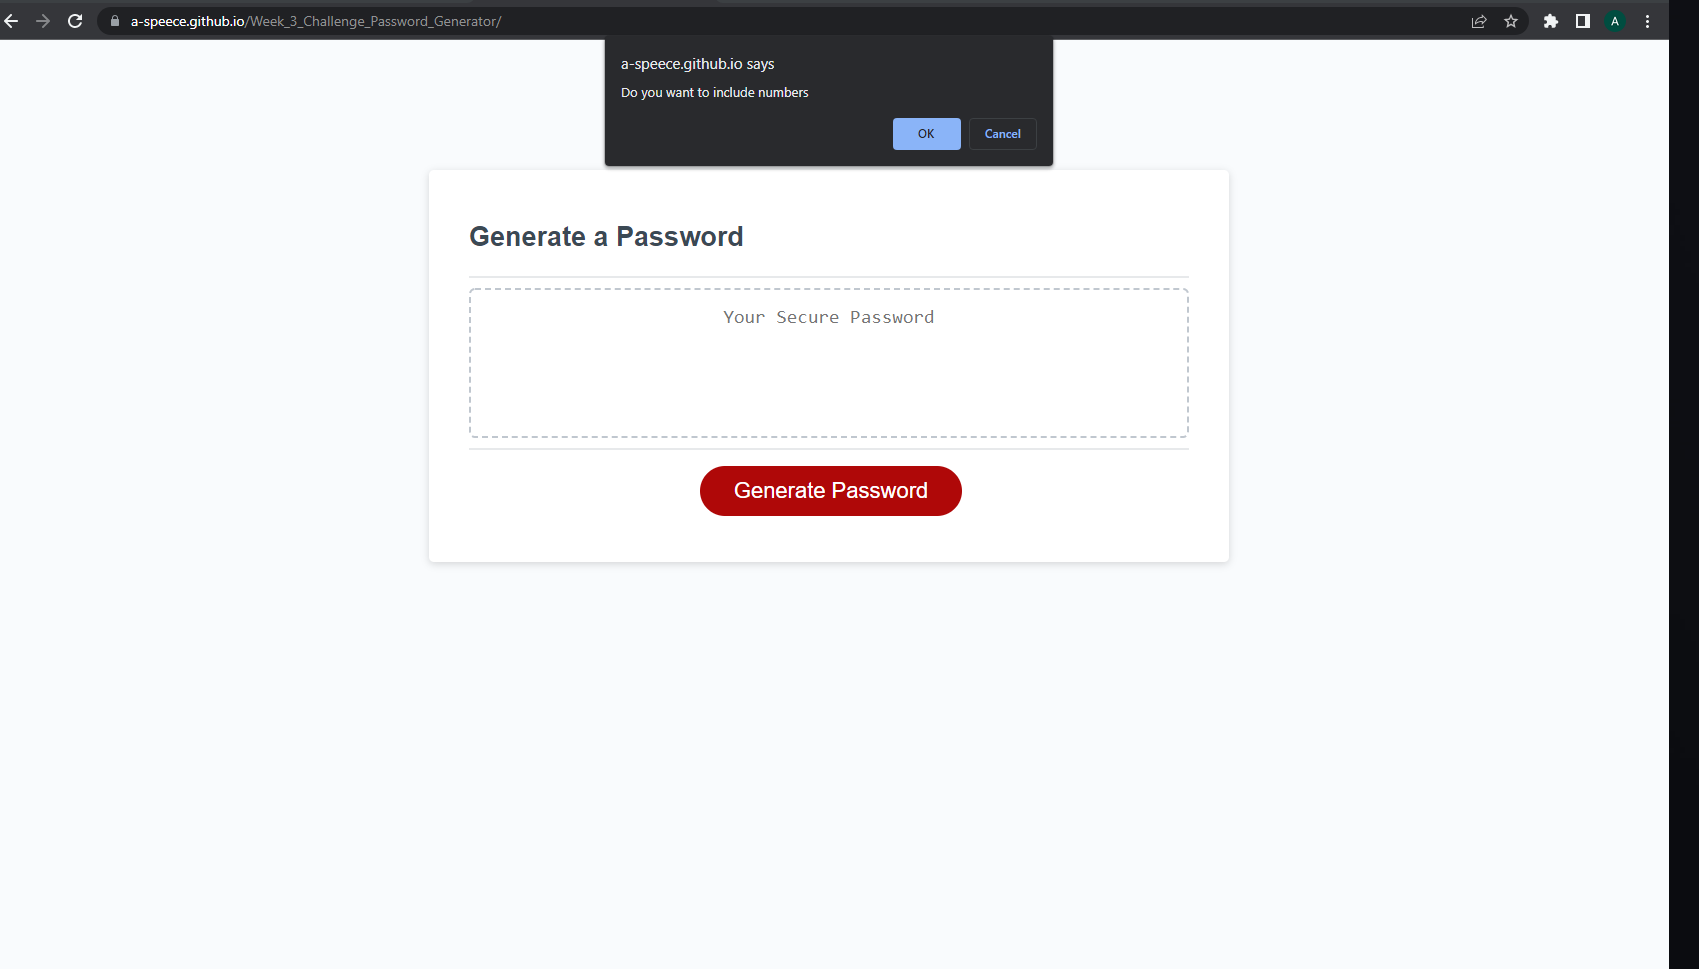 a-speece.github.io/Week_3_Challenge_Password_Generator/
A
a-speece.github.io says
Do you want to include numbers
OK Cancel
Generate a Password
Your Secure Password
Generate Password